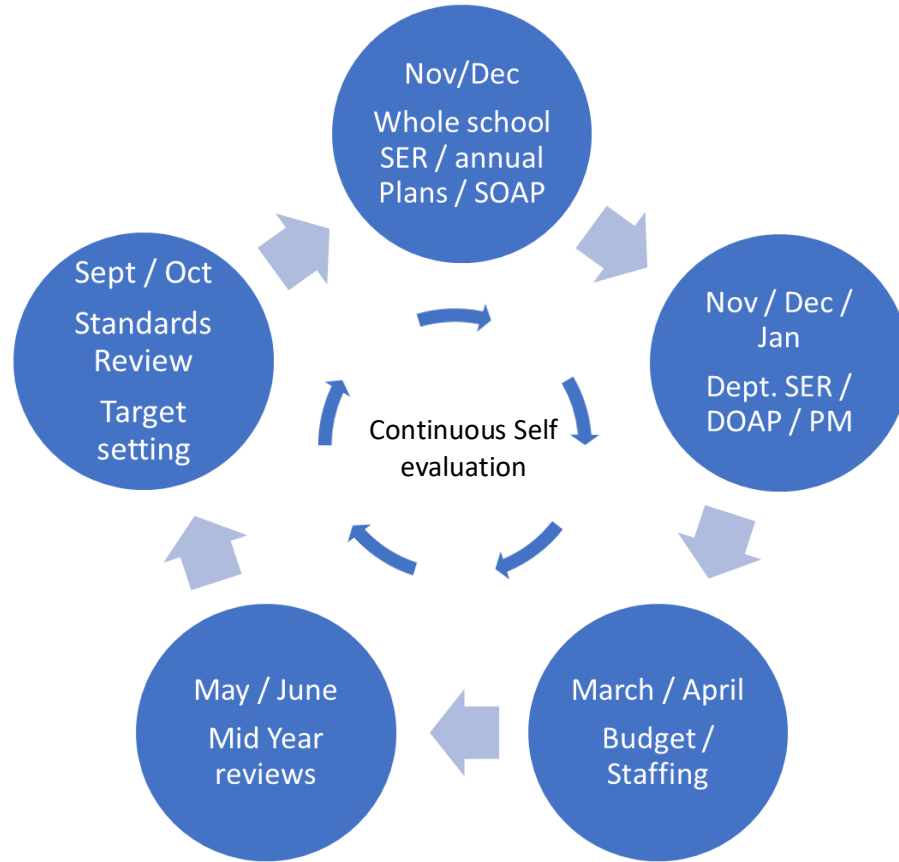 Nov/Dec
Whole school
SER / annual
Plans / SOAP
Nov / Dec /
Jan
Dept. SER /
DOAP / PM
March / April
Budget /
Staffing
May / June
Mid Year
reviews
Sept / Oct
Standards
Review
Target
setting
Continuous Self
evaluation